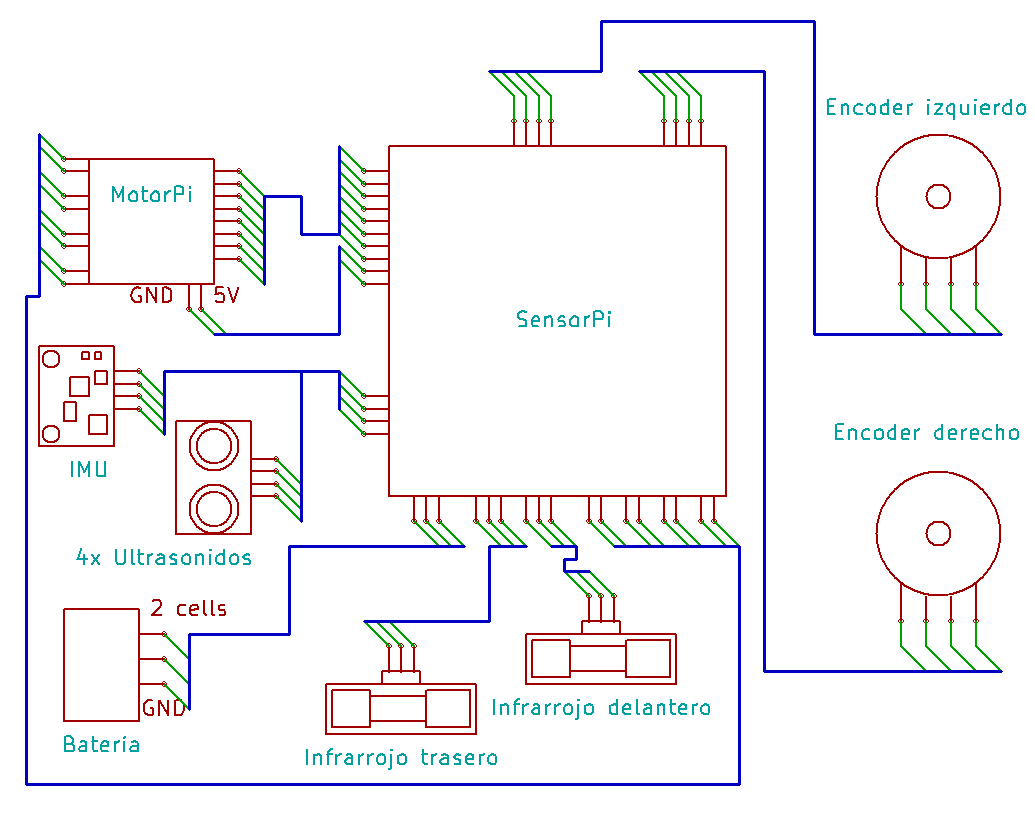 Encoder izquierdo
MotorPi
GND 5V
SensorPi
Encoder derecho
IMU
4x Ultrasonidos
2 cells
GND
Infrarrojo delantero
Bateria
Infrarrojo trasero